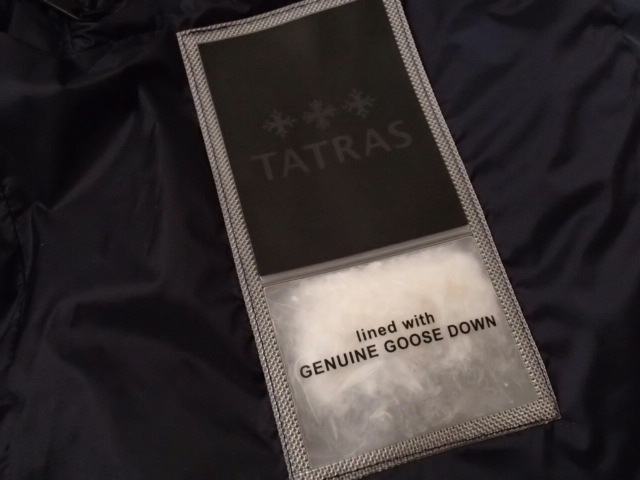 TATRAS
lined with
GENUINE GOOSE DOWN